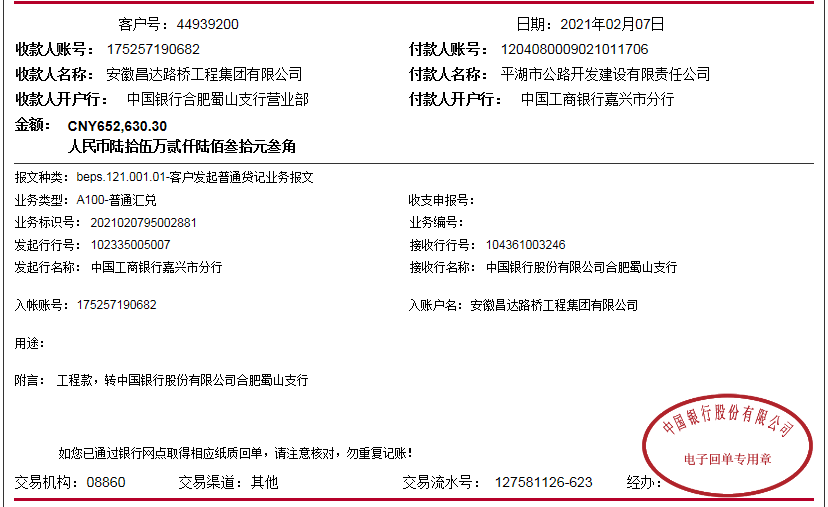 客户号：44939200 日期：2021年02月07日
收款人账号：175257190682 付款人账号：1204080009021011706
收款人名称：安徽昌达路桥工程集团有限公司 付款人名称：平湖市公路开发建设有限责任公司
收款人开户行：中国银行合肥蜀山支行营业部 付款人开户行：中国工商银行嘉兴市分行
金额：CNY652,630.30
人民币陆拾伍万贰仟陆佰叁拾元叁角
报文种类：beps.121.001.01-客户发起普通贷记业务报文
业务类型：A100-普通汇兑 收支申报号：
业务标识号：2021020795002881 业务编号：
发起行行号：102335005007 接收行行号：104361003246
发起行名称：中国工商银行嘉兴市分行 接收行名称：中国银行股份有限公司合肥蜀山支行
入帐账号：175257190682 入账户名：安徽昌达路桥工程集团有限公司
用途：
附言：工程款，转中国银行股份有限公司合肥蜀山支行
中国银行股份有限公司
电子回单专用章
如您已通过银行网点取得相应纸质回单，请注意核对，勿重复记账！
交易机构：08860 交易渠道：其他 交易流水号：127581126-623 经办：